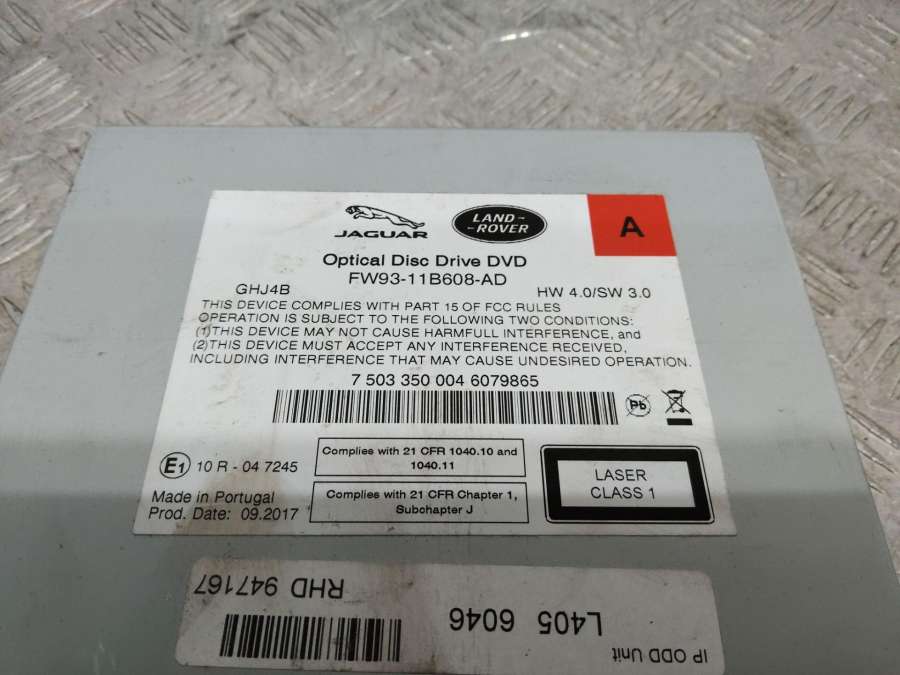 JAGUAR
LAND-
-ROVER
A
Optical Disc Drive DVD
FW93-11B608-AD
GHJ4B
HW 4.0/SW 3.0
THIS DEVICE COMPLIES WITH PART 15 OF FCC RULES
OPERATION IS SUBJECT TO THE FOLLOWING TWO CONDITIONS:
(1)THIS DEVICE MAY NOT CAUSE HARMFULL INTERFERENCE, and
(2)THIS DEVICE MUST ACCEPT ANY INTERFERENCE RECEIVED,
INCLUDING INTERFERENCE THAT MAY CAUSE UNDESIRED OPERATION.
7 503 350 004 6079865
Pb
E1
10 R - 04 7245
Complies with 21 CFR 1040.10 and
1040.11
Made in Portugal
Prod. Date: 09.2017
Complies with 21 CFR Chapter 1,
Subchapter J
LASER
CLASS 1
IP ODD Unit
L405 6046
RHD 947167